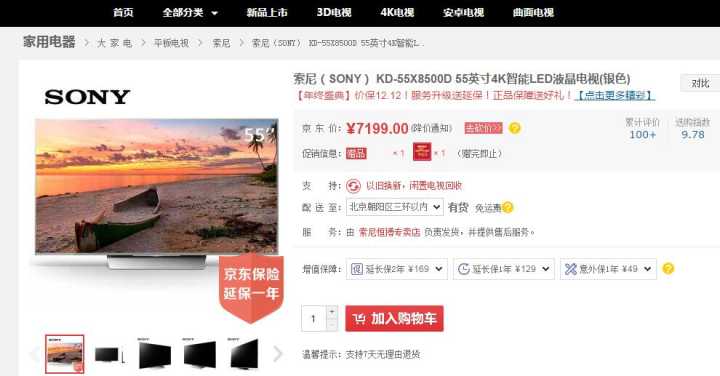 首页 全部分类 新品上市 3D电视 4K电视 安卓电视 曲面电视
家用电器 > 大 家 电 > 平板电视 > 索尼 > 索尼（SONY） KD-55X8500D 55英寸4K智能L..
索尼（SONY） KD-55X8500D 55英寸4K智能LED液晶电视(银色)
对比
【年终盛典】价保12.12！服务升级送延保！正品保障送好礼！【点击更多精彩】
SONY
55"
京 东 价： ¥7199.00 (降价通知) 去砍价>> ?
累计评价 100+
选购指数 9.78
促销信息： 赠品 × 1 × 1 （赠完即止）
支 持： 以旧换新，闲置电视回收
配 送 至： 北京朝阳区三环以内 有货 免运费 ?
服 务： 由 索尼恒博专卖店 负责发货，并提供售后服务。
增值保障： 延长保2年 ¥169 延长保1年 ¥129 意外保1年 ¥49 ?
京东保险
延保一年
1 + - 加入购物车
SONY SONY SONY SONY
温馨提示：支持7天无理由退货